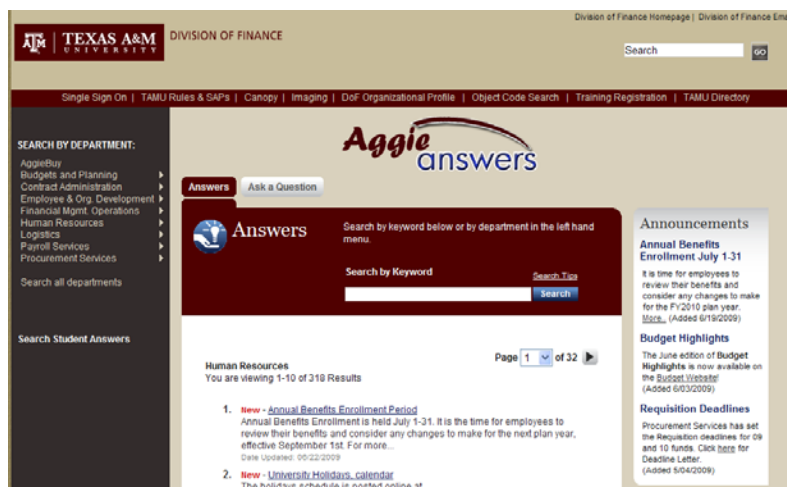 Division of Finance Homepage | Division of Finance Ema
ATM | TEXAS A&M
UNIVERSITY
DIVISION OF FINANCE
Search GO
Single Sign On | TAMU Rules & SAPs | Canopy | Imaging | DoF Organizational Profile | Object Code Search | Training Registration | TAMU Directory
SEARCH BY DEPARTMENT:
AggieBuy
Budgets and Planning
Contract Administration
Employee & Org. Development
Financial Mgmt. Operations
Human Resources
Logistics
Payroll Services
Procurement Services
Search all departments
Search Student Answers
Aggie
answers
Answers
Ask a Question
Answers
Search by keyword below or by department in the left hand
menu.
Search by Keyword
Search Tips
Search
Page 1 of 32
Human Resources
You are viewing 1-10 of 318 Results
1. New - Annual Benefits Enrollment Period
Annual Benefits Enrollment is held July 1-31. It is the time for employees to
review their benefits and consider any changes to make for the next plan year,
effective September 1st. For more...
Date Updated: 06/22/2009
2. New - University Holidays, calendar
The holidays schedule is posted online at
Announcements
Annual Benefits
Enrollment July 1-31
It is time for employees to
review their benefits and
consider any changes to make
for the FY2010 plan year.
More.. (Added 6/19/2009)
Budget Highlights
The June edition of Budget
Highlights is now available on
the Budget Website!
(Added 6/03/2009)
Requisition Deadlines
Procurement Services has set
the Requisition deadlines for 09
and 10 funds. Click here for
Deadline Letter.
(Added 5/04/2009)